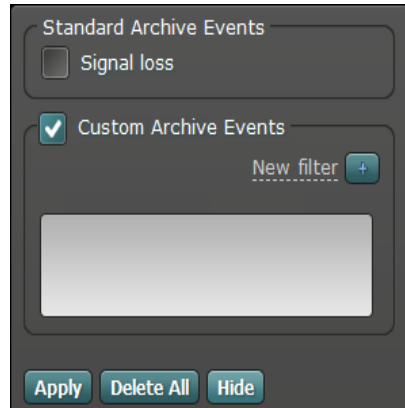 Standard Archive Events
Signal loss
Custom Archive Events
New filter +
Apply Delete All Hide